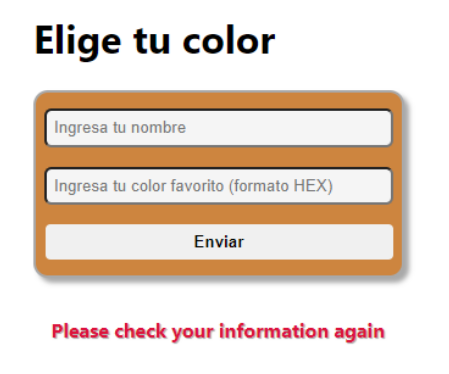 Elige tu color
Ingresa tu nombre
Ingresa tu color favorito (formato HEX)
Enviar
Please check your information again